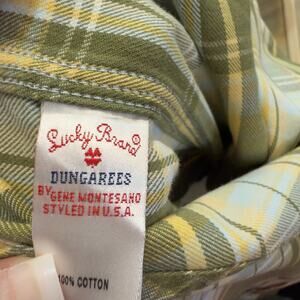 Lucky Brand®
DUNGAREES
BY GENE MONTESANO
STYLED IN U.S.A.
100% COTTON